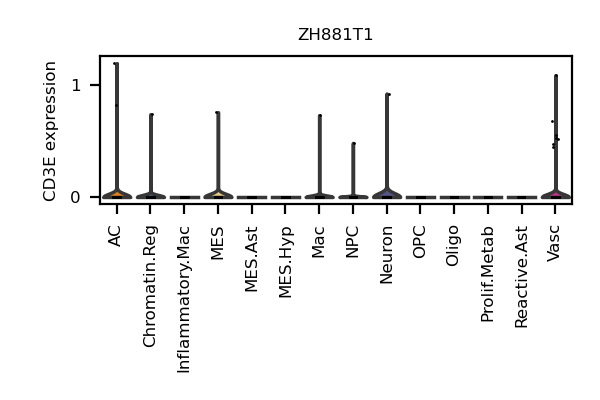 ZH881T1
CD3E expression
1
0
AC
Chromatin.Reg
Inflammatory.Mac
MES
MES.Ast
MES.Hyp
Mac
NPC
Neuron
OPC
Oligo
Prolif.Metab
Reactive.Ast
Vasc